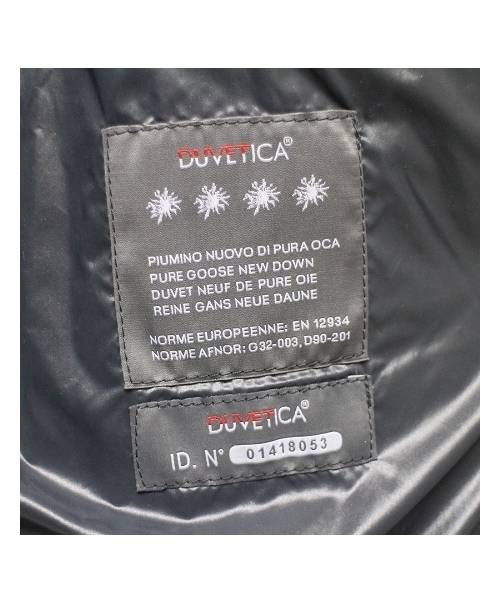 DUVETICA®
PIUMINO NUOVO DI PURA OCA
PURE GOOSE NEW DOWN
DUVET NEUF DE PURE OIE
REINE GANS NEUE DAUNE
NORME EUROPEENNE: EN 12934
NORME AFNOR: G32-003, D90-201
DUVETICA®
ID. N° 01418053